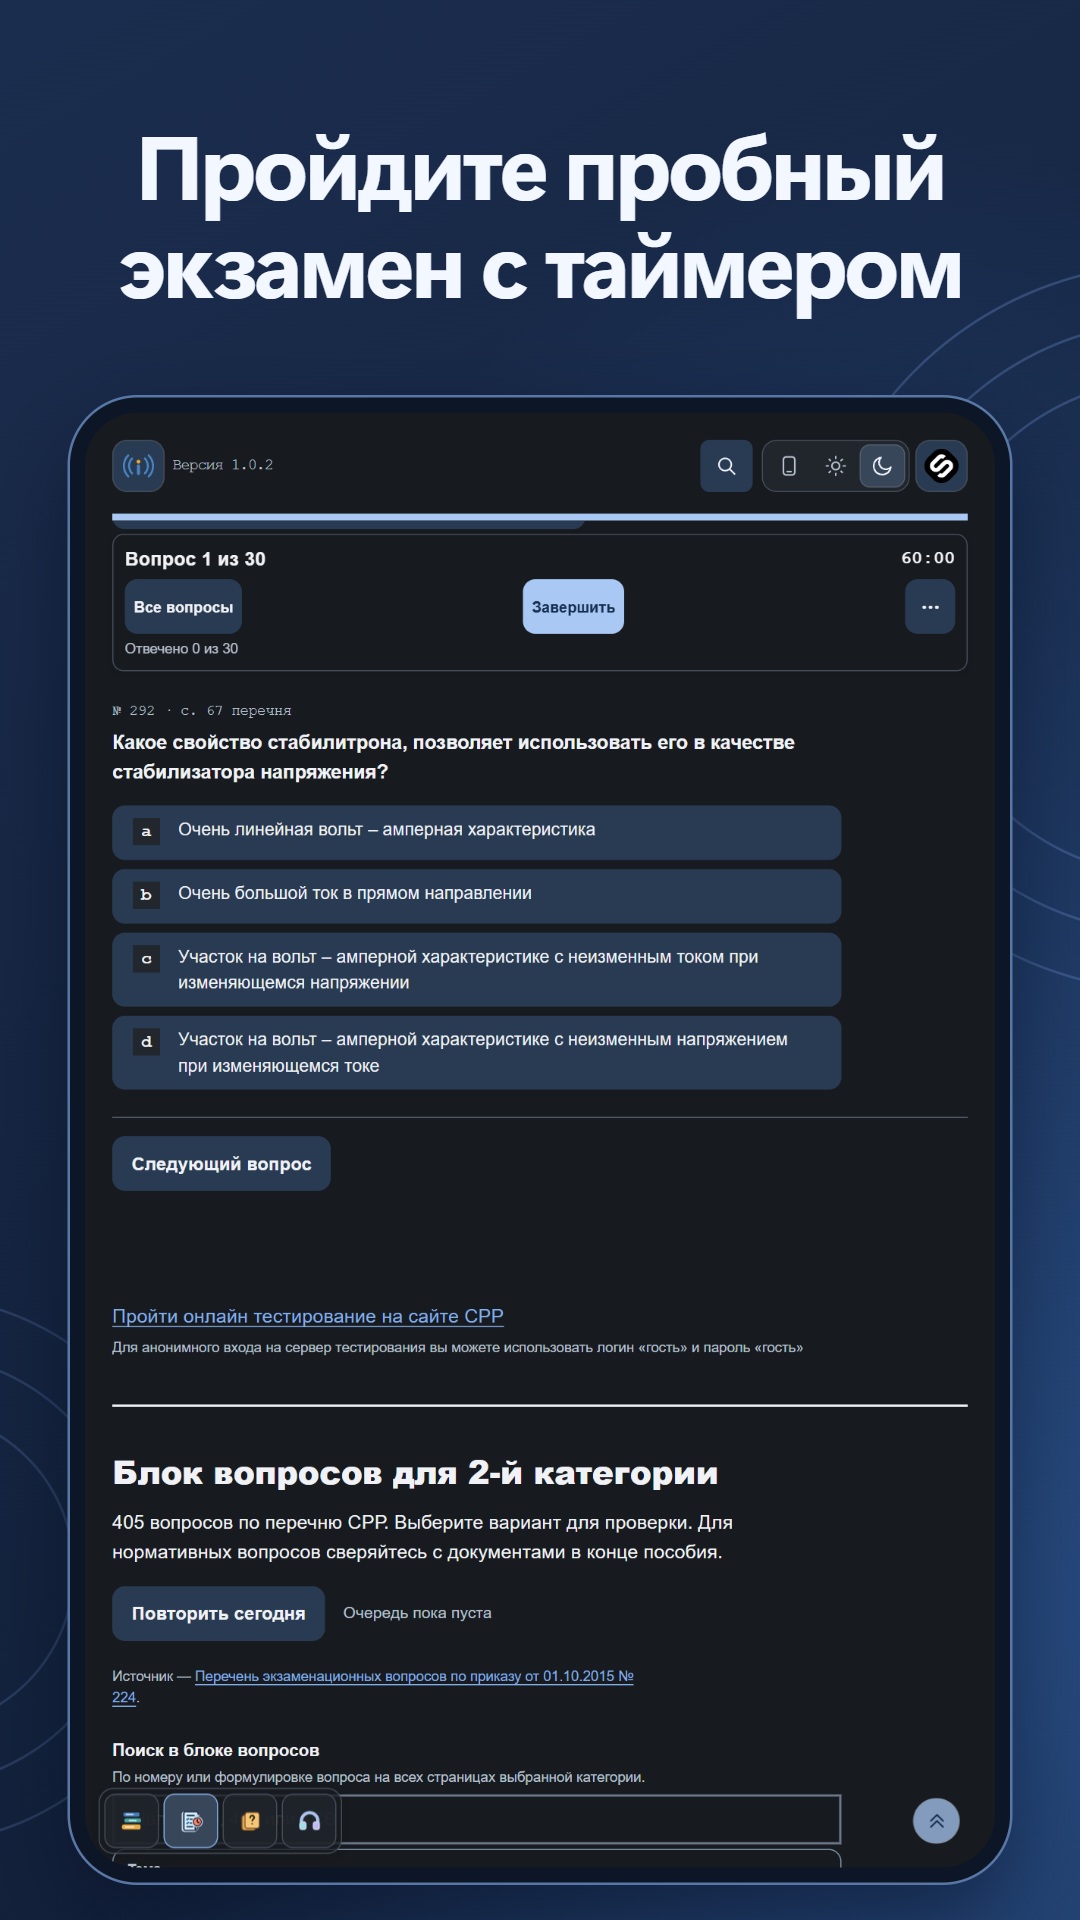 Пройдите пробный
экзамен с таймером
Версия 1.0.2
Вопрос 1 из 30
60:00
Все вопросы
Завершить
...
Отвечено 0 из 30
№ 292 · с. 67 перечня
Какое свойство стабилитрона, позволяет использовать его в качестве
стабилизатора напряжения?
a Очень линейная вольт – амперная характеристика
b Очень большой ток в прямом направлении
c Участок на вольт – амперной характеристике с неизменным током при
изменяющемся напряжении
d Участок на вольт – амперной характеристике с неизменным напряжением
при изменяющемся токе
Следующий вопрос
Пройти онлайн тестирование на сайте СРР
Для анонимного входа на сервер тестирования вы можете использовать логин «гость» и пароль «гость»
Блок вопросов для 2-й категории
405 вопросов по перечню СРР. Выберите вариант для проверки. Для
нормативных вопросов сверяйтесь с документами в конце пособия.
Повторить сегодня
Очередь пока пуста
Источник — Перечень экзаменационных вопросов по приказу от 01.10.2015 №
224.
Поиск в блоке вопросов
По номеру или формулировке вопроса на всех страницах выбранной категории.